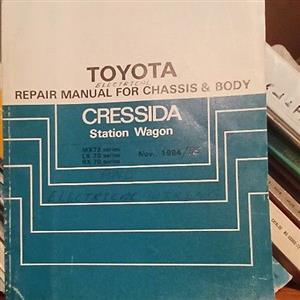 TOYOTA
ELECTRICAL
REPAIR MANUAL FOR CHASSIS & BODY
CRESSIDA
Station Wagon
MX72 series
LX 70 series
RX 70 series
Nov. 1984
ELECTRICAL